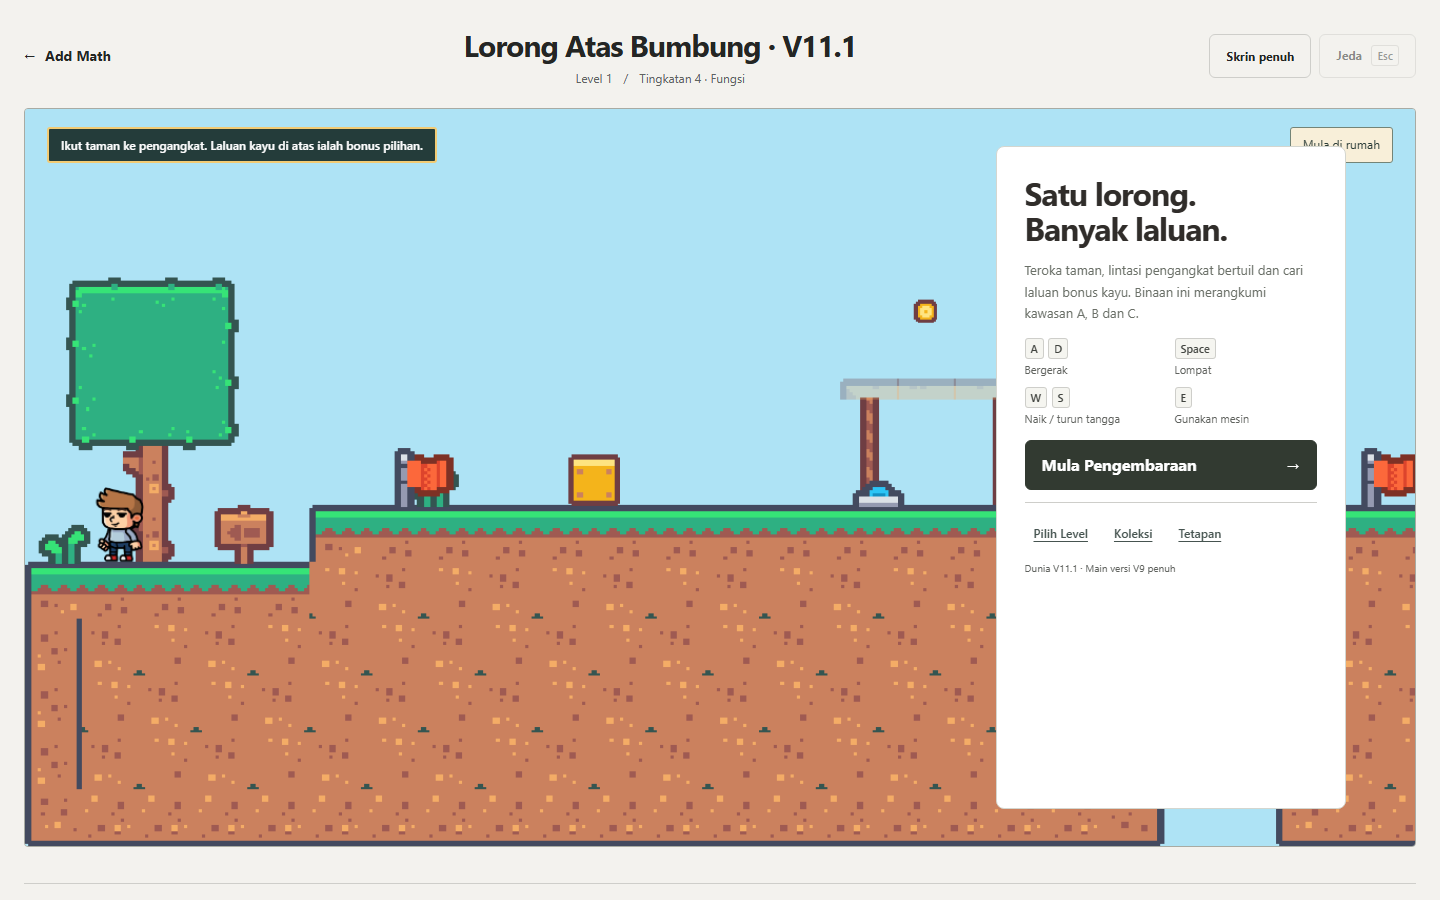 ← Add Math
Lorong Atas Bumbung · V11.1
Level 1 / Tingkatan 4 · Fungsi
Skrin penuh
Jeda Esc
Ikut taman ke pengangkat. Laluan kayu di atas ialah bonus pilihan.
Mula di rumah
Satu lorong.
Banyak laluan.
Teroka taman, lintasi pengangkat bertuil dan cari
laluan bonus kayu. Binaan ini merangkumi
kawasan A, B dan C.
A D
Bergerak
Space
Lompat
W S
Naik / turun tangga
E
Gunakan mesin
Mula Pengembaraan →
Pilih Level Koleksi Tetapan
Dunia V11.1 · Main versi V9 penuh